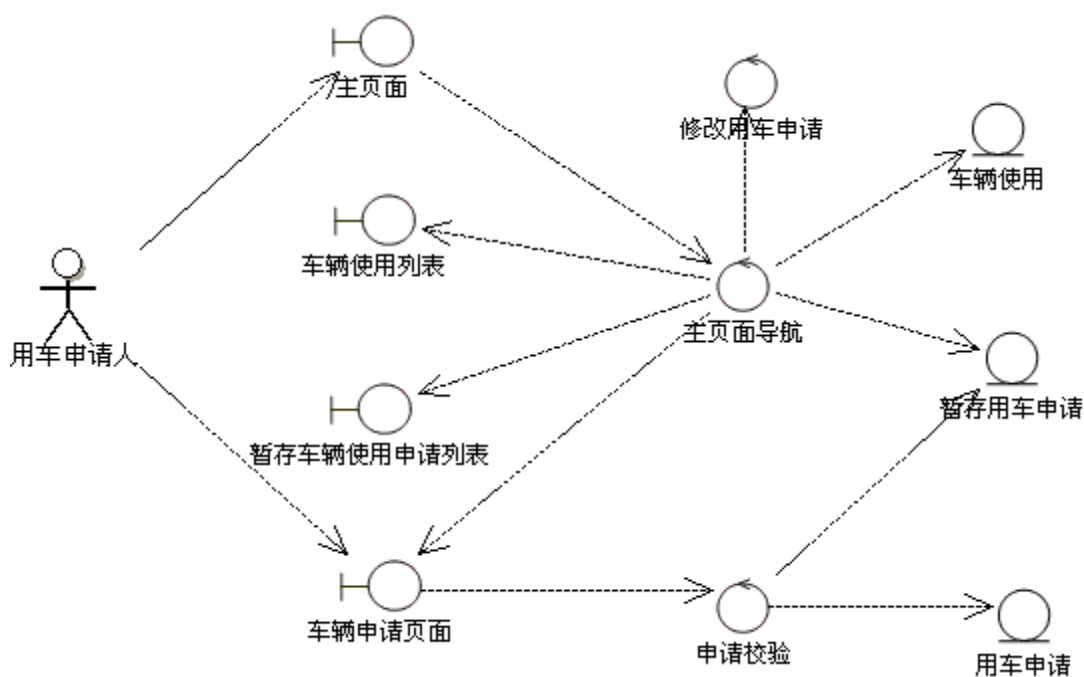 主页面
修改用车申请
车辆使用
车辆使用列表
主页面导航
用车申请人
暂存用车申请
暂存车辆使用申请列表
车辆申请页面
申请校验
用车申请